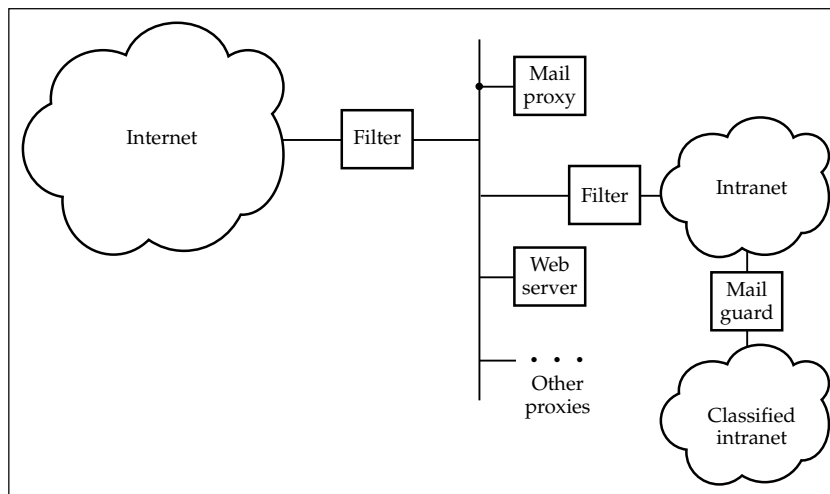 Internet
Filter
Mail
proxy
Filter
Intranet
Web
server
Mail
guard
• • •
Other
proxies
Classified
intranet